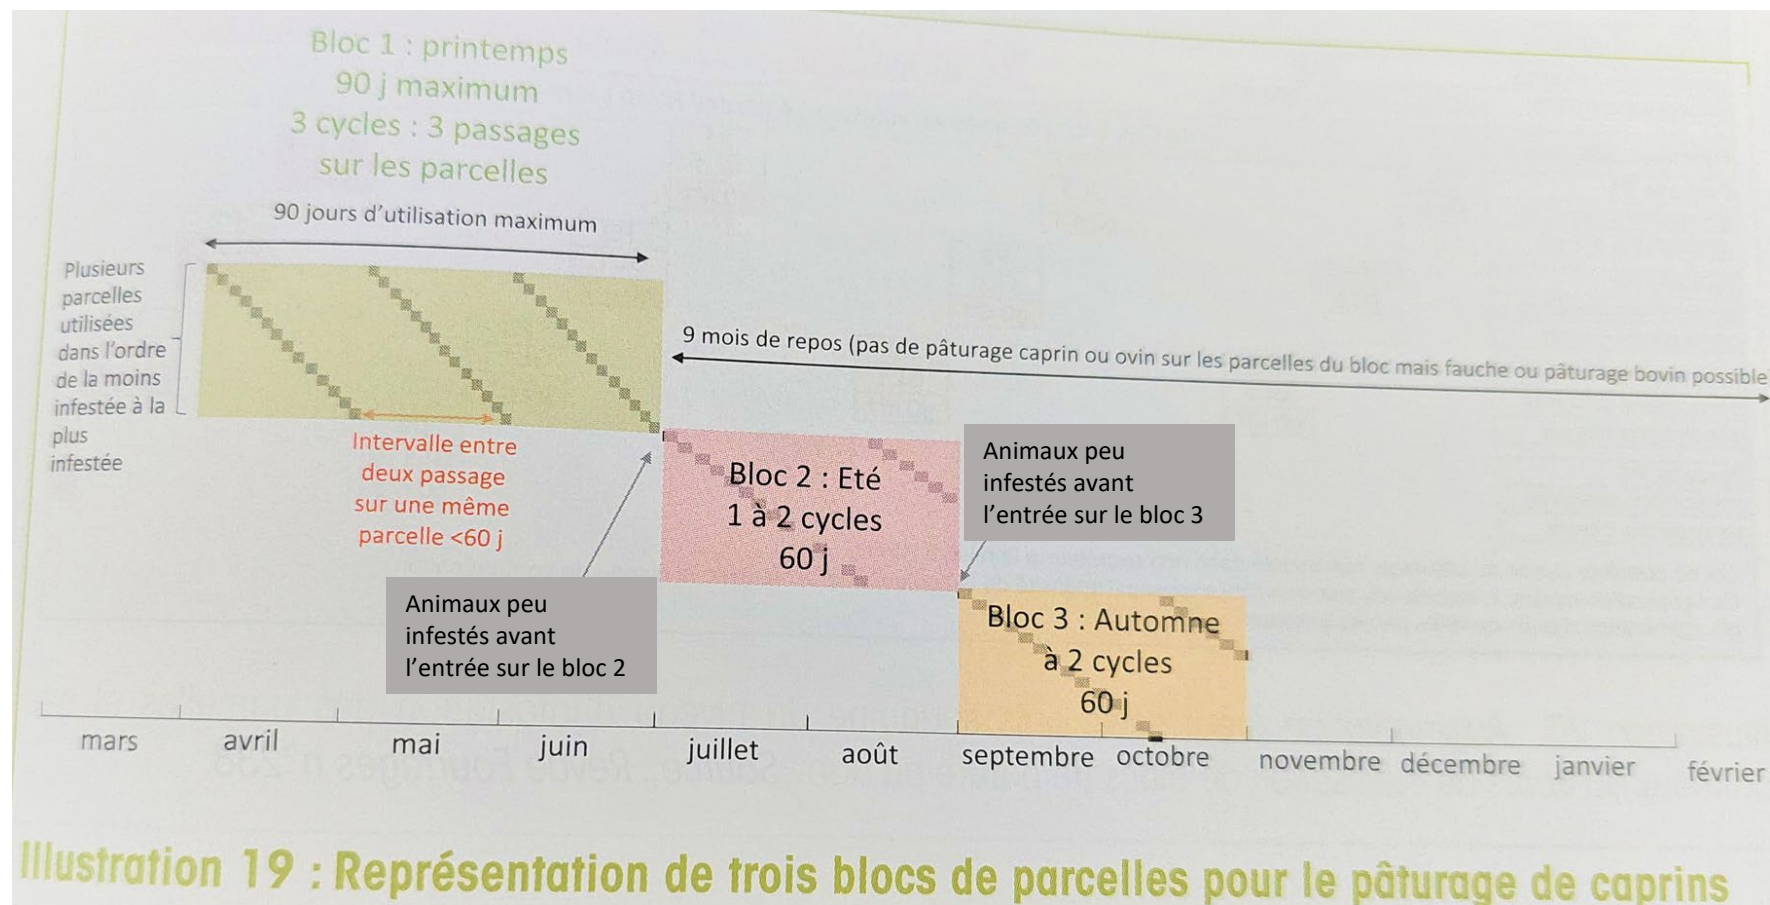 Bloc 1 : printemps
90 j maximum
3 cycles : 3 passages
sur les parcelles
90 jours d’utilisation maximum
Plusieurs
parcelles
utilisées
dans l’ordre
de la moins
infestée à la
plus
infestée
9 mois de repos (pas de pâturage caprin ou ovin sur les parcelles du bloc mais fauche ou pâturage bovin possible
Intervalle entre
deux passage
sur une même
parcelle <60 j
Bloc 2 : Eté
1 à 2 cycles
60 j
Animaux peu
infestés avant
l’entrée sur le bloc 3
Animaux peu
infestés avant
l’entrée sur le bloc 2
Bloc 3 : Automne
à 2 cycles
60 j
mars avril mai juin juillet août septembre octobre novembre décembre janvier février
Illustration 19 : Représentation de trois blocs de parcelles pour le pâturage de caprins